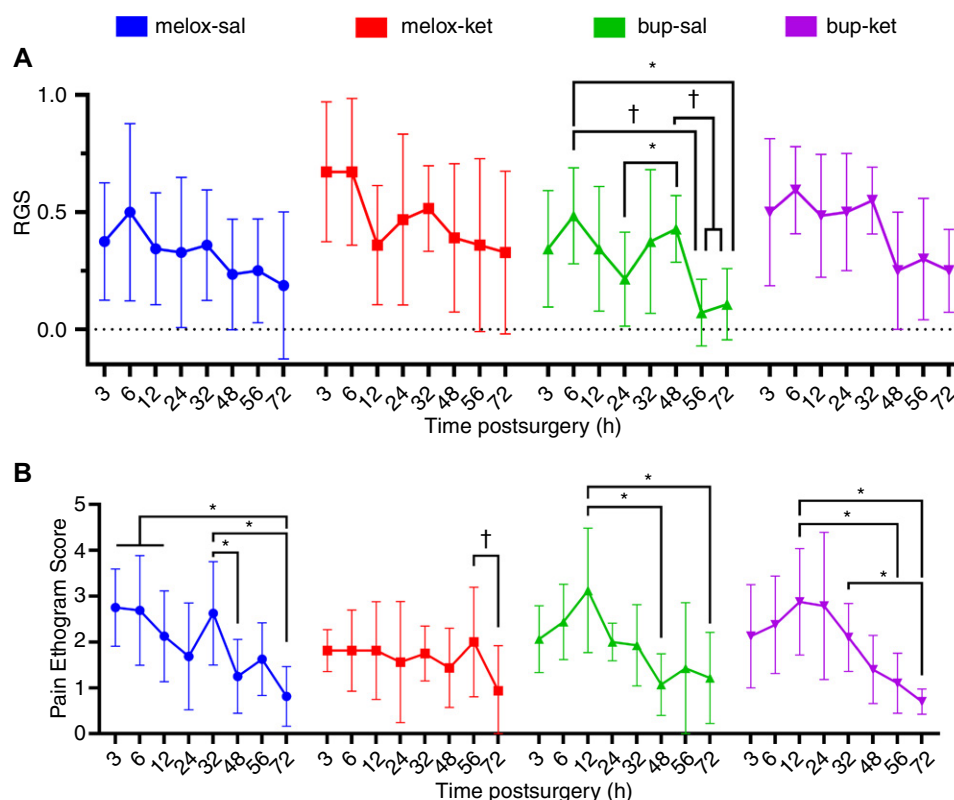 melox-sal melox-ket bup-sal bup-ket
A
* † † *
1.0
0.5
0.0
RGS
3 6 12 24 32 48 56 72 3 6 12 24 32 48 56 72 3 6 12 24 32 48 56 72 3 6 12 24 32 48 56 72
Time postsurgery (h)
B
* * * † * * * * *
5
4
3
2
1
0
Pain Ethogram Score
3 6 12 24 32 48 56 72 3 6 12 24 32 48 56 72 3 6 12 24 32 48 56 72 3 6 12 24 32 48 56 72
Time postsurgery (h)